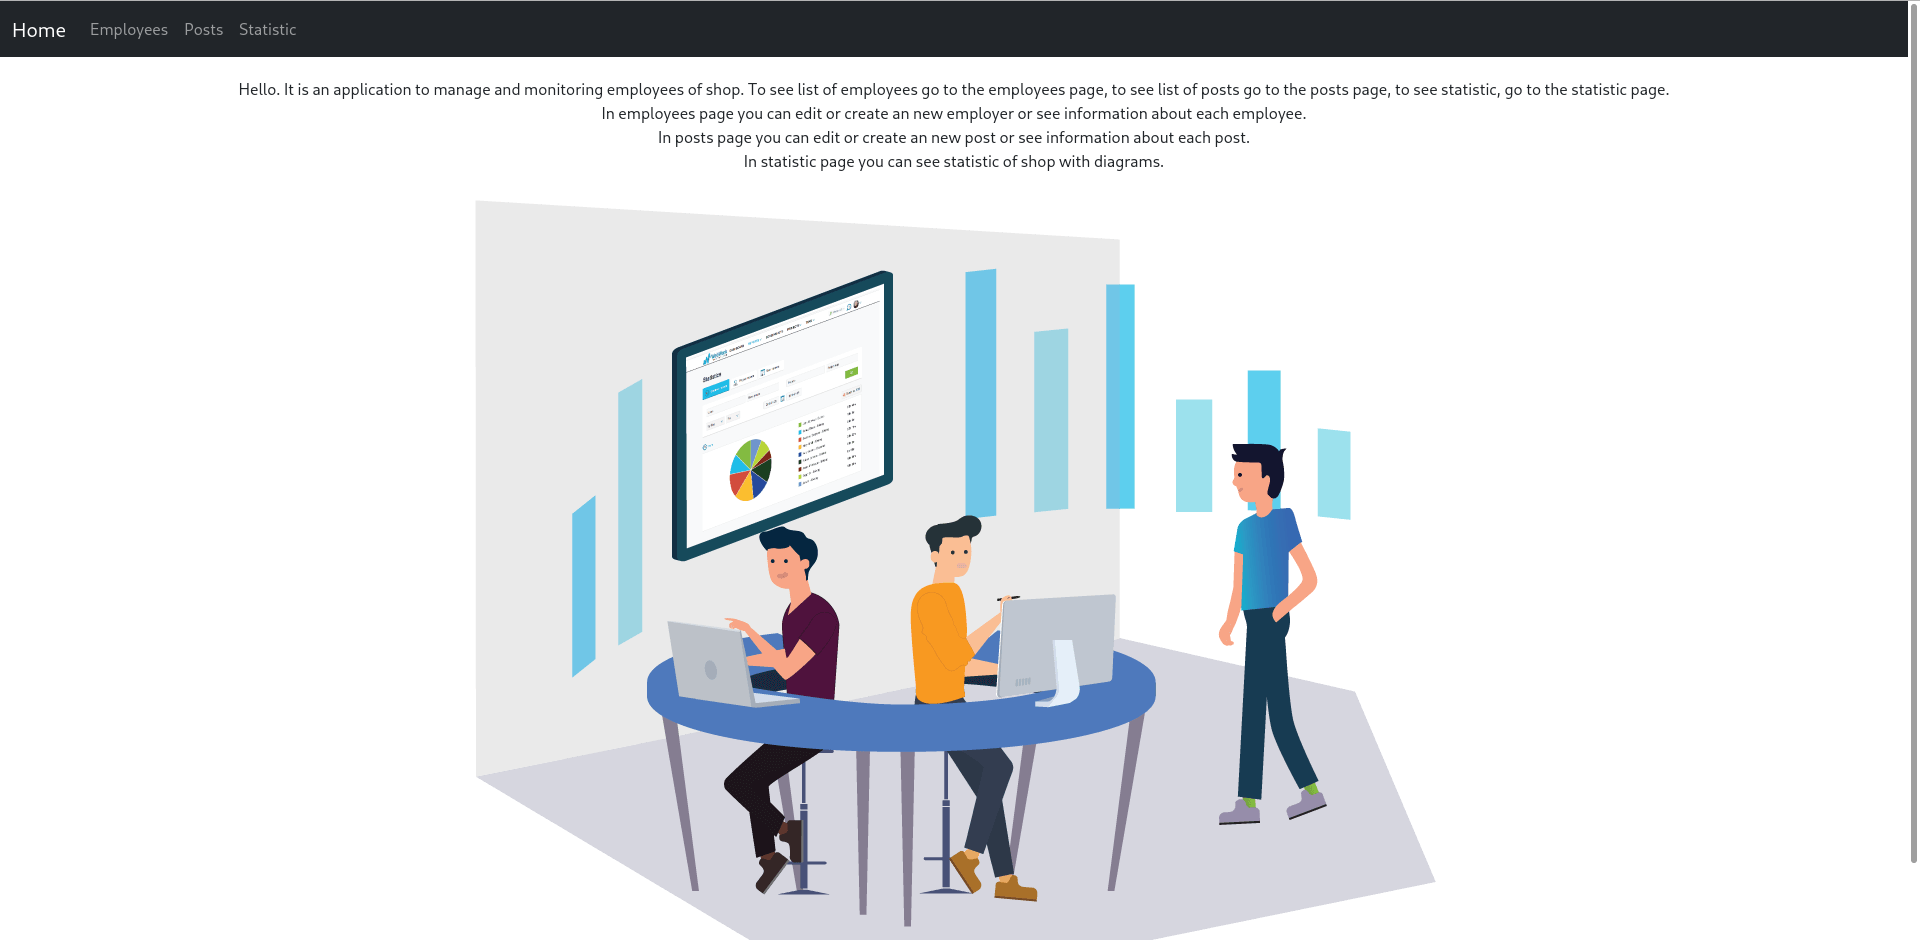 Home Employees Posts Statistic
Hello. It is an application to manage and monitoring employees of shop. To see list of employees go to the employees page, to see list of posts go to the posts page, to see statistic, go to the statistic page.
In employees page you can edit or create an new employer or see information about each employee.
In posts page you can edit or create an new post or see information about each post.
In statistic page you can see statistic of shop with diagrams.
Statistics